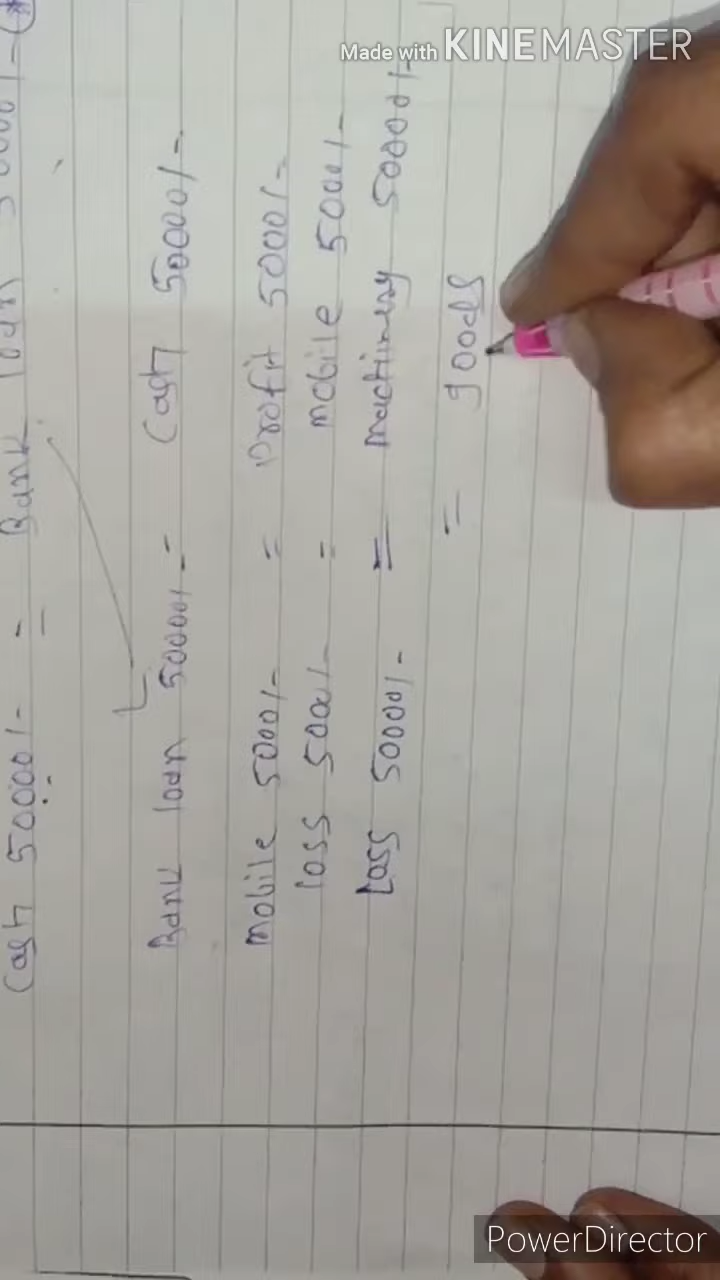 Made with KINEMASTER
Cash 50000/- = Bank loan 50000/-
Bank loan 50000/- = Cash 50000/-
mobile 5000/- = Profit 5000/-
loss 5000/- = mobile 5000/-
Loss 50000/- = machinery 50000/-
= goods
PowerDirector